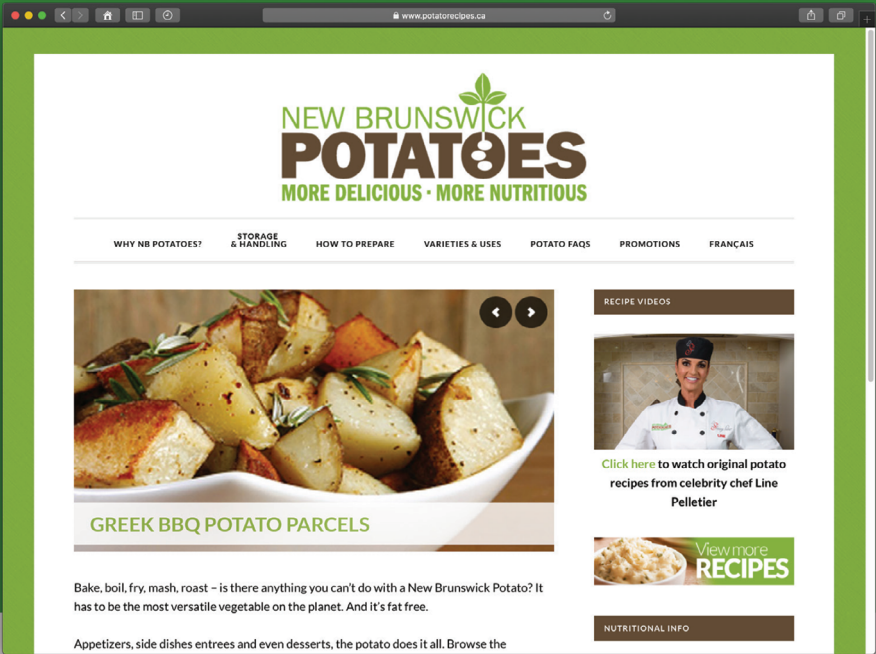 www.potatorecipes.ca
NEW BRUNSWICK
POTATOES
MORE DELICIOUS · MORE NUTRITIOUS
WHY NB POTATOES?
STORAGE
& HANDLING
HOW TO PREPARE
VARIETIES & USES
POTATO FAQS
PROMOTIONS
FRANÇAIS
GREEK BBQ POTATO PARCELS
Bake, boil, fry, mash, roast – is there anything you can't do with a New Brunswick Potato? It
has to be the most versatile vegetable on the planet. And it's fat free.
Appetizers, side dishes entrees and even desserts, the potato does it all. Browse the
RECIPE VIDEOS
Click here to watch original potato
recipes from celebrity chef Line
Pelletier
View more
RECIPES
NUTRITIONAL INFO